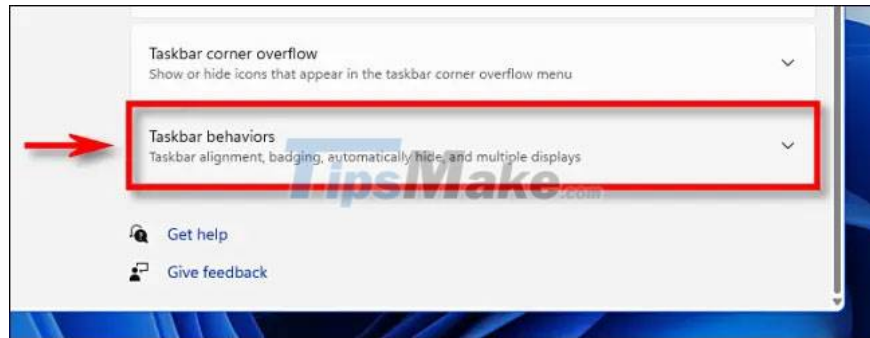 Taskbar corner overflow
Show or hide icons that appear in the taskbar corner overflow menu
Taskbar behaviors
Taskbar alignment, badging, automatically hide, and multiple displays
TipsMake.com
Get help
Give feedback